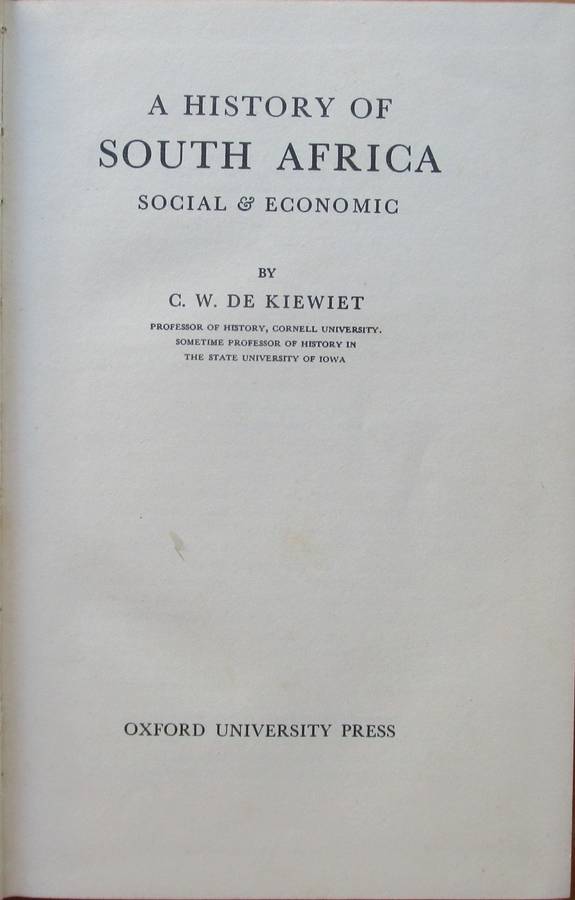 A HISTORY OF
SOUTH AFRICA
SOCIAL & ECONOMIC
BY
C. W. DE KIEWIET
PROFESSOR OF HISTORY, CORNELL UNIVERSITY.
SOMETIME PROFESSOR OF HISTORY IN
THE STATE UNIVERSITY OF IOWA
OXFORD UNIVERSITY PRESS